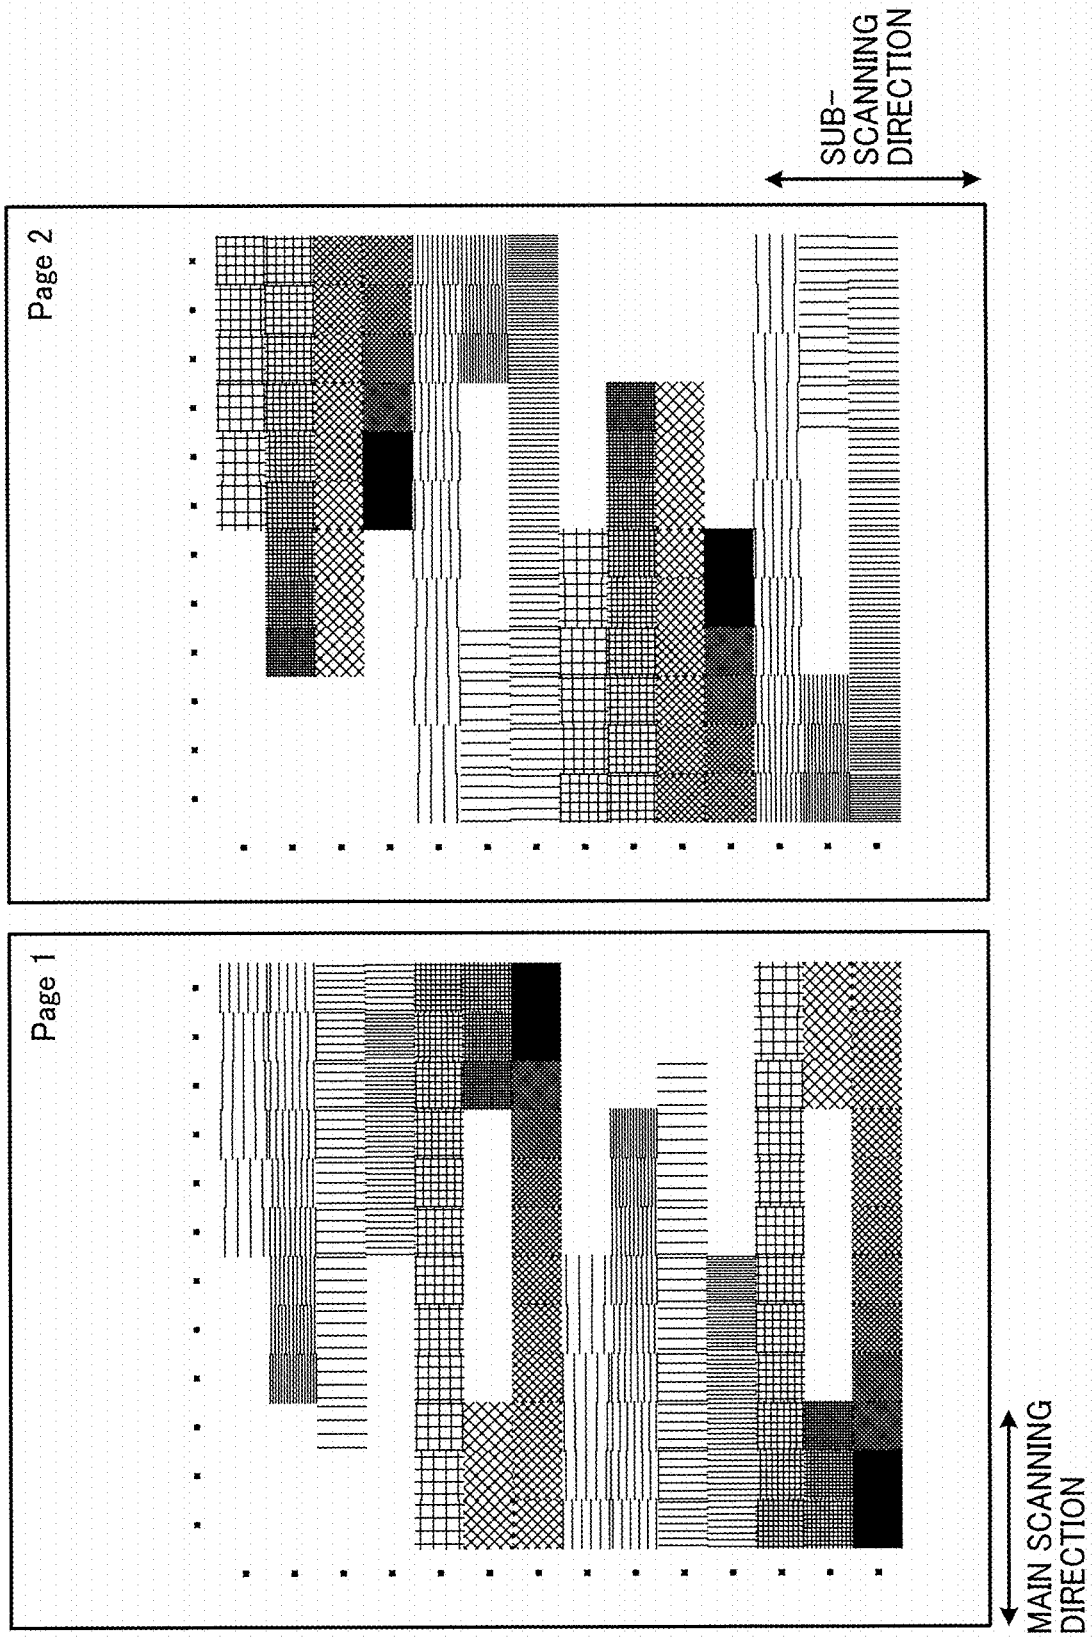 Page 1
Page 2
MAIN SCANNING
DIRECTION
SUB-
SCANNING
DIRECTION